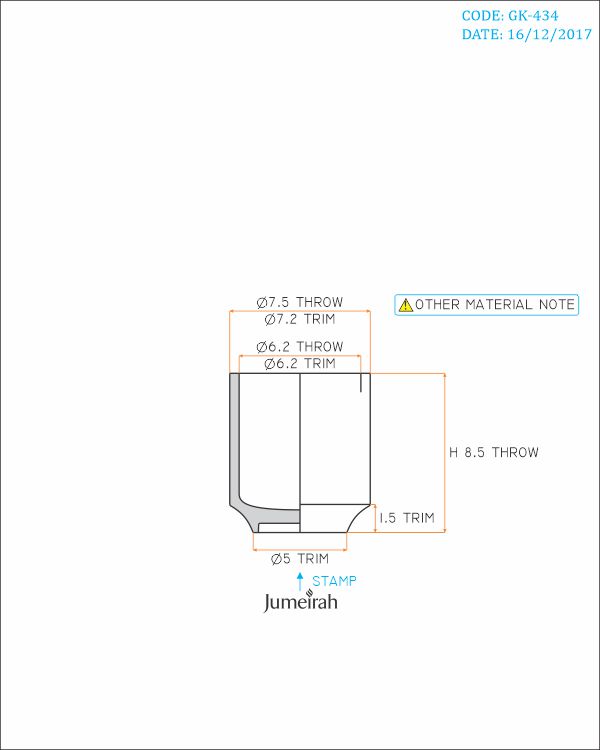 CODE: GK-434
DATE: 16/12/2017
Ø7.5 THROW
Ø7.2 TRIM
OTHER MATERIAL NOTE
Ø6.2 THROW
Ø6.2 TRIM
H 8.5 THROW
1.5 TRIM
Ø5 TRIM
STAMP
Jumeirah